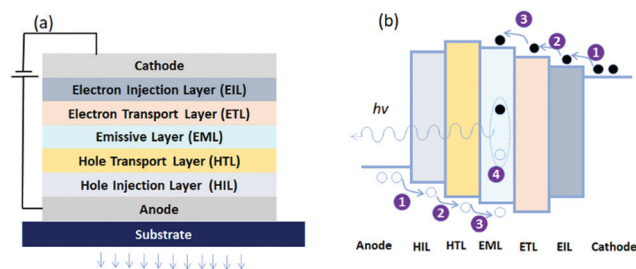 (a)
Cathode
Electron Injection Layer (EIL)
Electron Transport Layer (ETL)
Emissive Layer (EML)
Hole Transport Layer (HTL)
Hole Injection Layer (HIL)
Anode
Substrate
(b)
3
2
1
hv
4
1
2
3
Anode HIL HTL EML ETL EIL Cathode